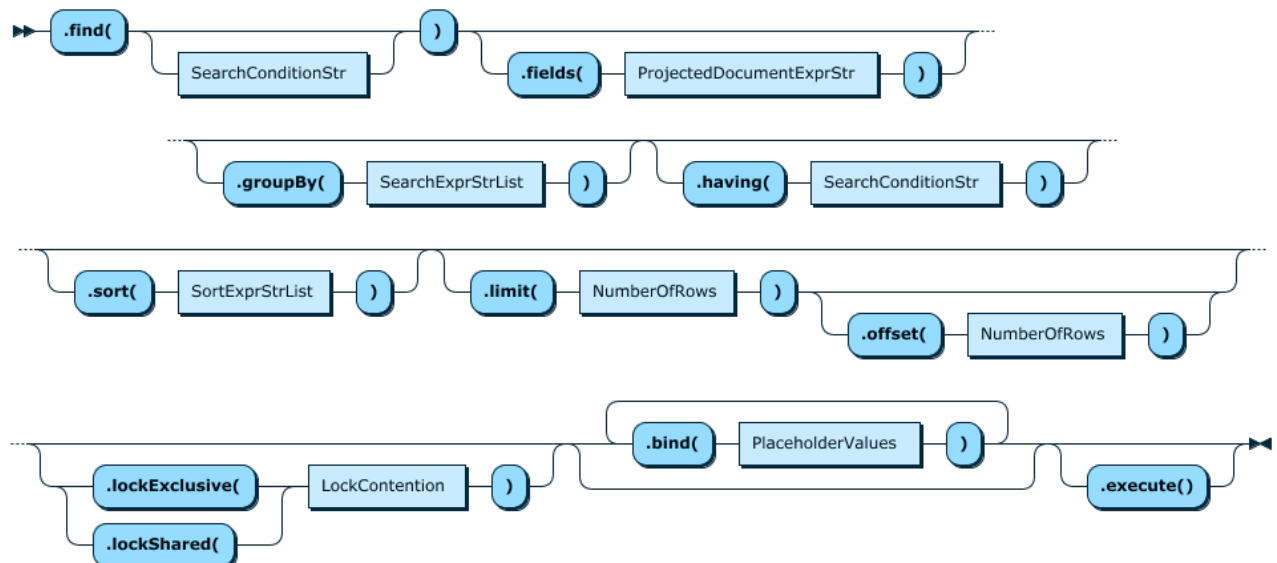 .find( SearchConditionStr ) .fields( ProjectedDocumentExprStr )
.groupBy( SearchExprStrList ) .having( SearchConditionStr )
.sort( SortExprStrList ) .limit( NumberOfRows ) .offset( NumberOfRows )
.lockExclusive( .lockShared( LockContention ) .bind( PlaceholderValues ) .execute()